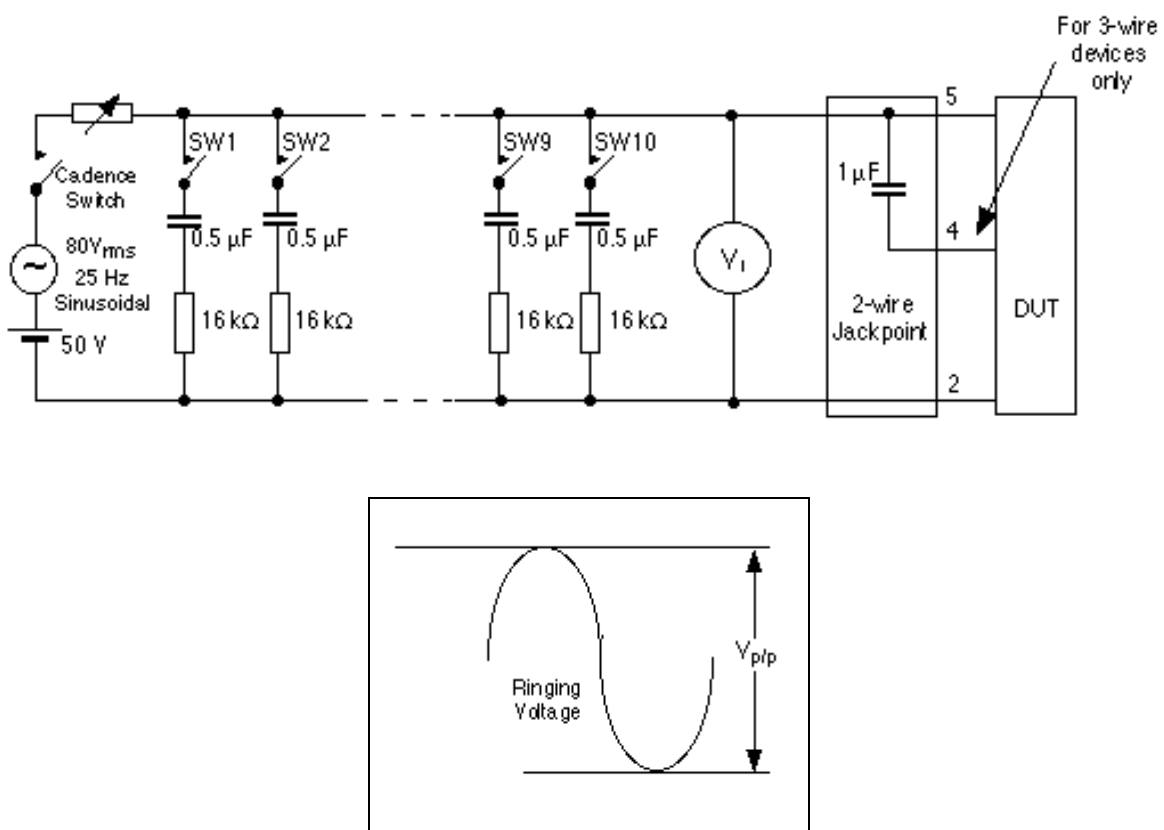 For 3-wire
devices
only
5
SW1
SW2
SW9
SW10
Cadence
Switch
1 µF
0.5 µF
0.5 µF
0.5 µF
0.5 µF
4
80Vrms
25 Hz
Sinusoidal
~
V1
16 kΩ
16 kΩ
16 kΩ
16 kΩ
2-wire
Jackpoint
DUT
50 V
2
Vp/p
Ringing
Voltage